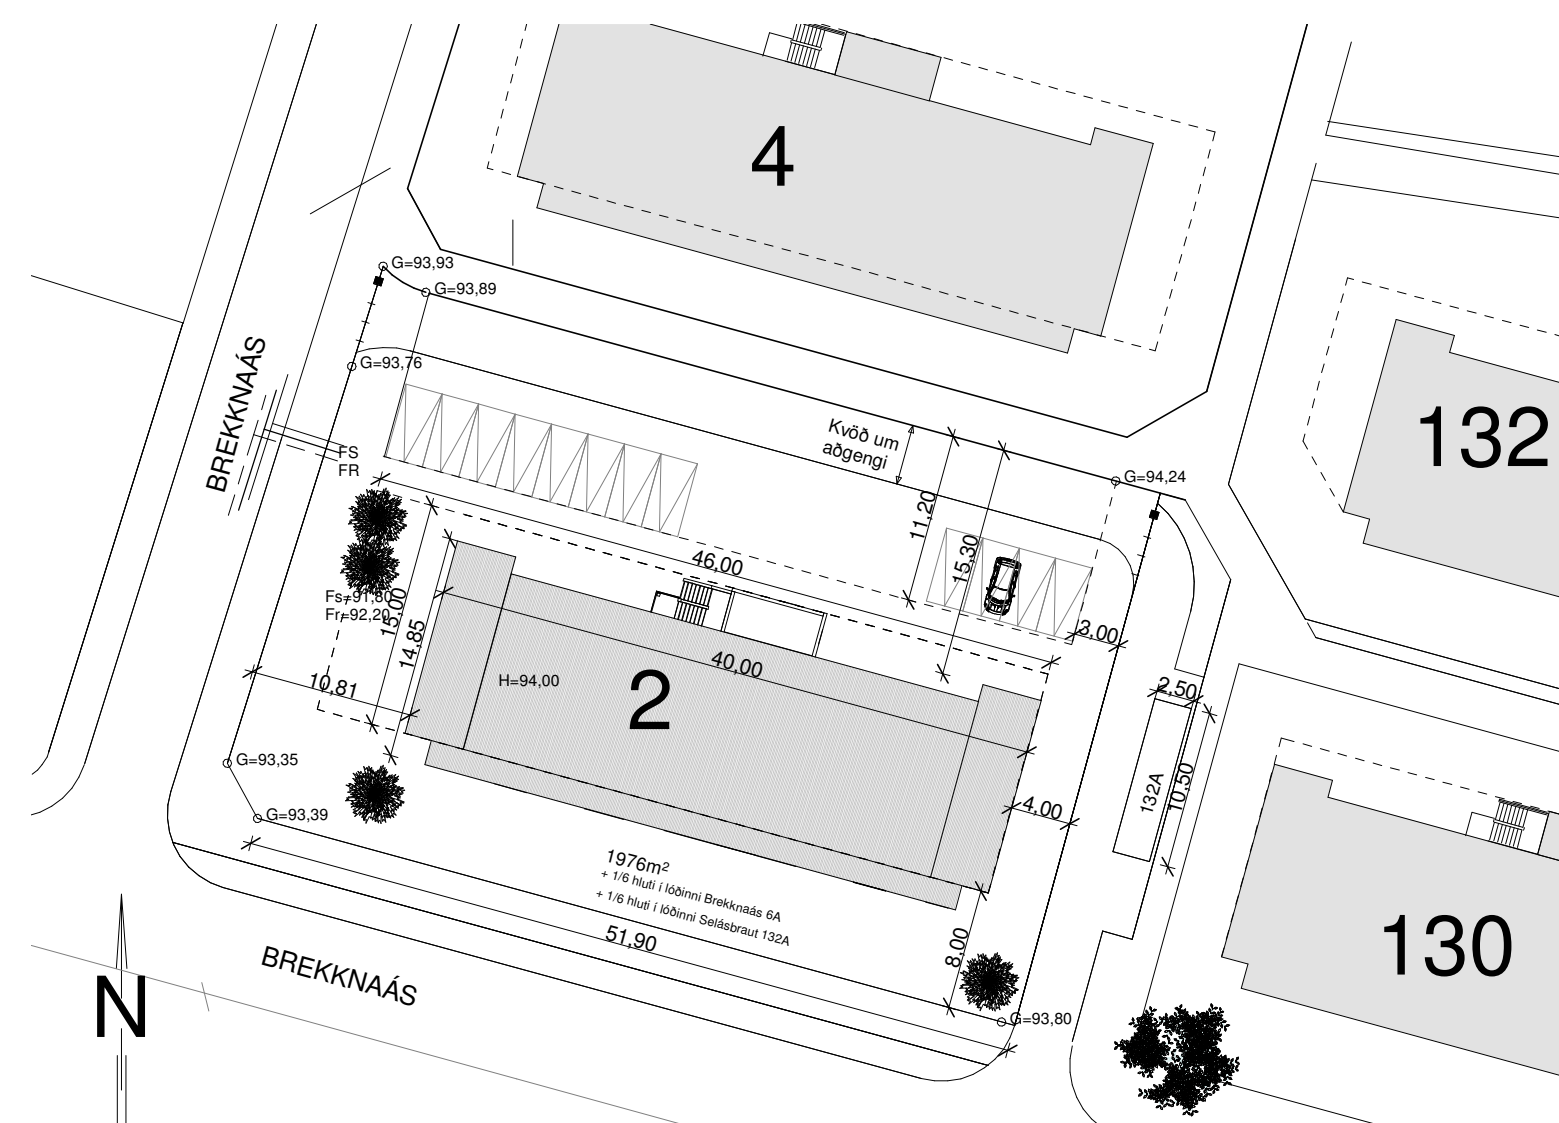 4
G=93,93
G=93,89
BREKKNAÁS
G=93,76
132
Kvöð um
aðgengi
FS
FR
G=94,24
11,20
15,30
46,00
Fs=91,80
Fr=92,20
15,00
14,85
3,00
40,00
10,81
H=94,00
2
2,50
G=93,35
132A
10,50
4,00
G=93,39
1976m²
+ 1/6 hluti í lóðinni Brekknaás 6A
+ 1/6 hluti í lóðinni Selásbraut 132A
51,90
8,00
130
BREKKNAÁS
N
G=93,80